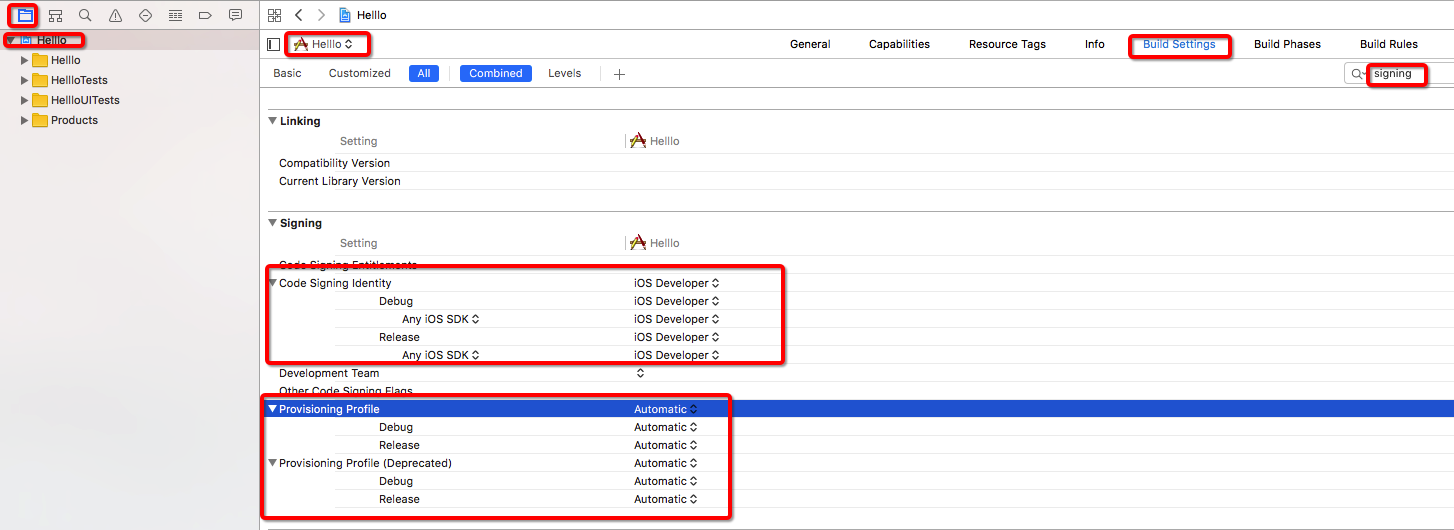 Helllo
Helllo
Helllo General Capabilities Resource Tags Info Build Settings Build Phases Build Rules
Helllo
HellloTests
HellloUITests
Products
Basic Customized All Combined Levels signing
Linking
Setting Helllo
Compatibility Version
Current Library Version
Signing
Setting Helllo
Code Signing Entitlements
Code Signing Identity iOS Developer
Debug iOS Developer
Any iOS SDK iOS Developer
Release iOS Developer
Any iOS SDK iOS Developer
Development Team
Other Code Signing Flags
Provisioning Profile Automatic
Debug Automatic
Release Automatic
Provisioning Profile (Deprecated) Automatic
Debug Automatic
Release Automatic